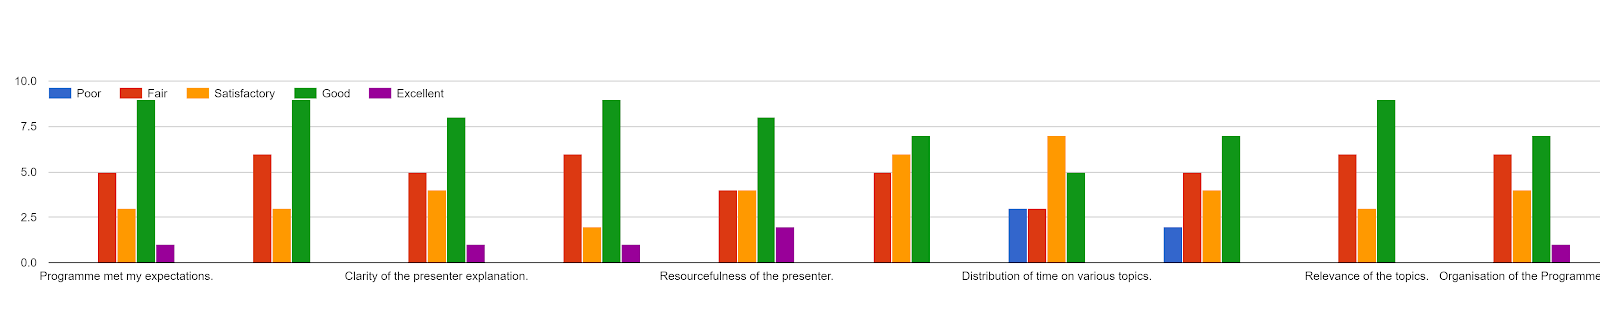 10.0
Poor Fair Satisfactory Good Excellent
7.5
5.0
2.5
0.0
Programme met my expectations. Clarity of the presenter explanation. Resourcefulness of the presenter. Distribution of time on various topics. Relevance of the topics. Organisation of the Programme